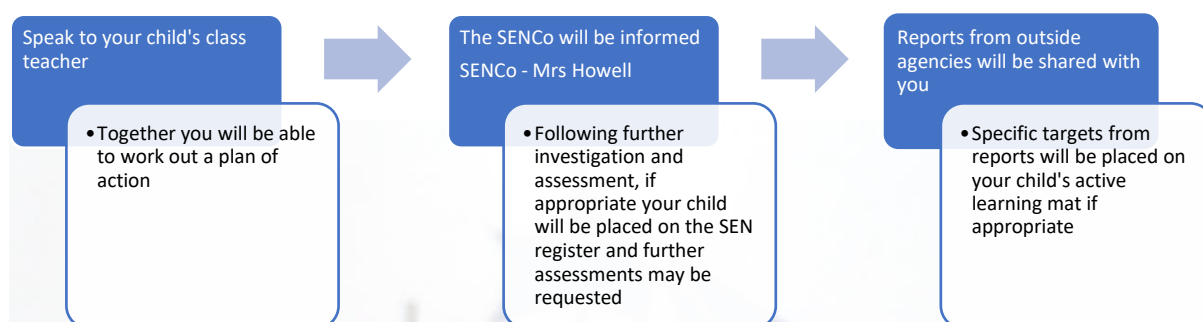 Speak to your child's class
teacher
•Together you will be able
to work out a plan of
action
The SENCo will be informed
SENCo - Mrs Howell
•Following further
investigation and
assessment, if
appropriate your child
will be placed on the SEN
register and further
assessments may be
requested
Reports from outside
agencies will be shared with
you
•Specific targets from
reports will be placed on
your child's active
learning mat if
appropriate